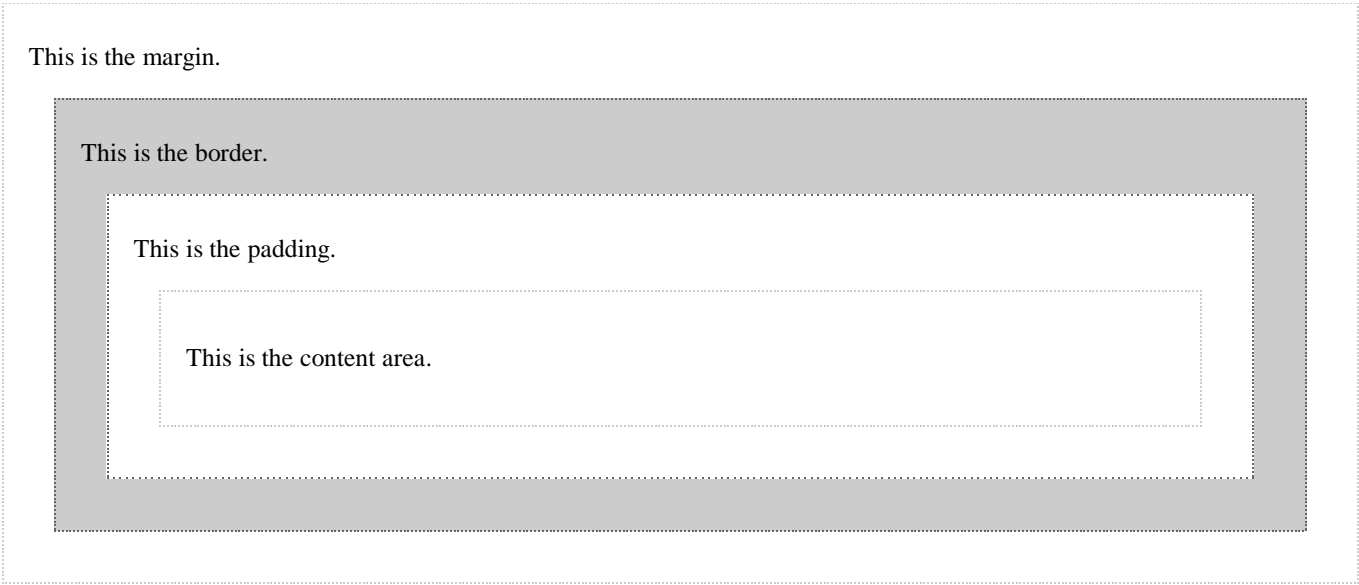 This is the margin.
This is the border.
This is the padding.
This is the content area.